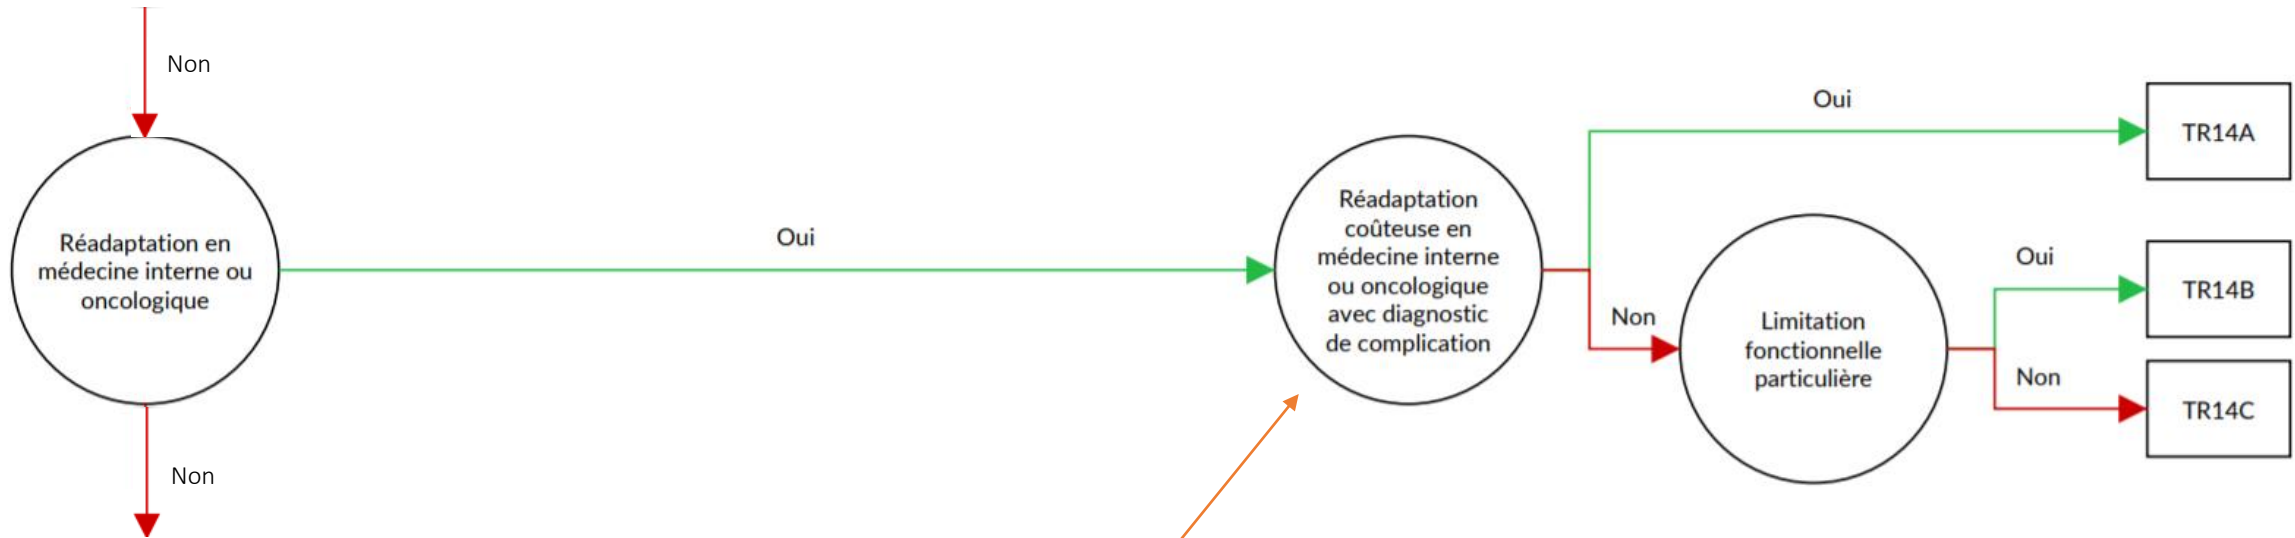 Non
Réadaptation en
médecine interne ou
oncologique
Non
Oui
Réadaptation
coûteuse en
médecine interne
ou oncologique
avec diagnostic
de complication
Oui
TR14A
Non
Limitation
fonctionnelle
particulière
Oui
TR14B
Non
TR14C